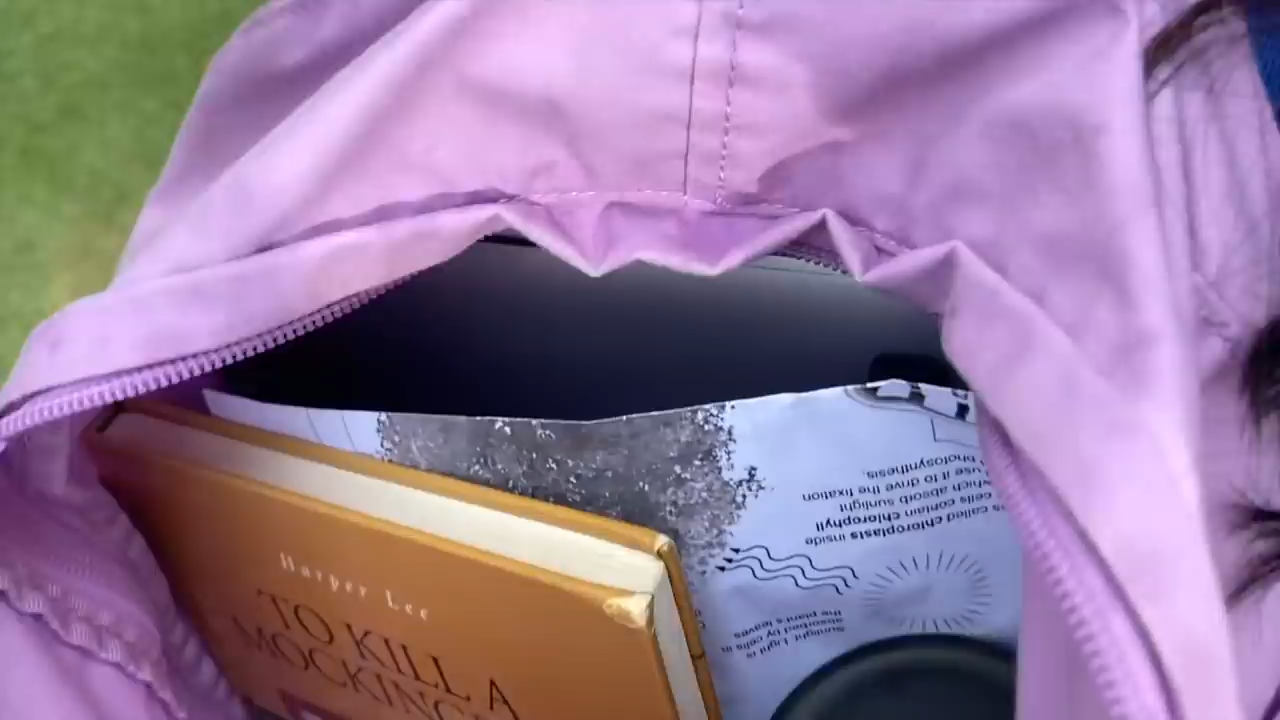 Harper Lee
TO KILL A
MOCKING
sunlight. Light is
absorbed by cells in
the plant's leaves
called chloroplasts inside
cells contain chlorophyll
which absorb sunlight
use it to drive the fixation
photosynthesis.